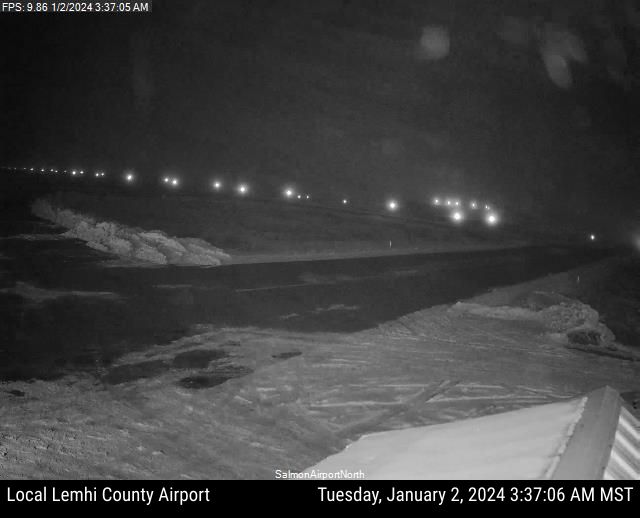 FPS: 9.86 1/2/2024 3:37:05 AM
SalmonAirportNorth
Local Lemhi County Airport
Tuesday, January 2, 2024 3:37:06 AM MST